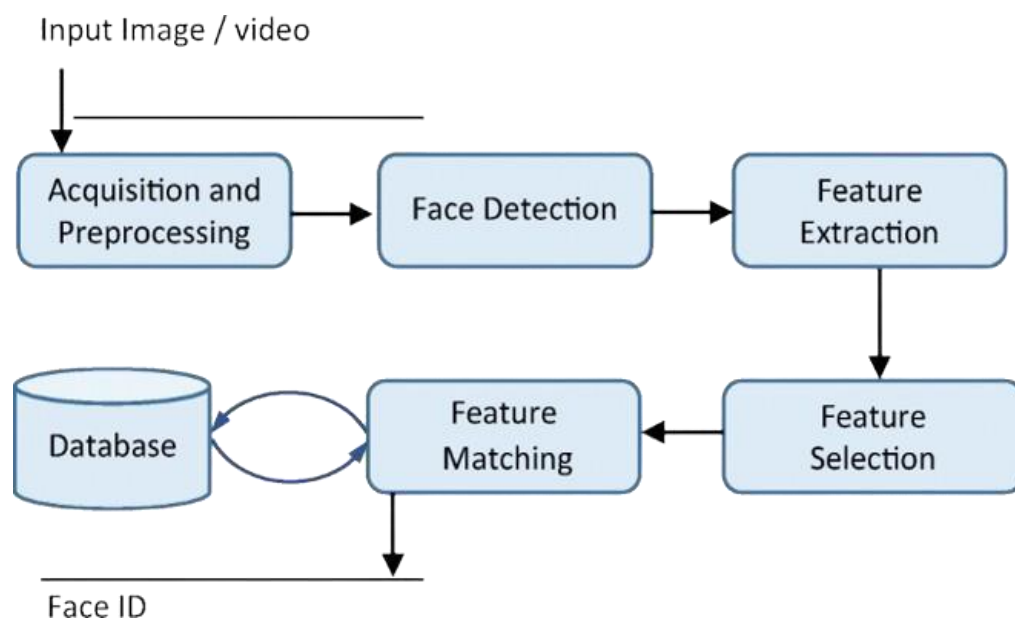 Input Image / video
Acquisition and
Preprocessing
Face Detection
Feature
Extraction
Database
Feature
Matching
Feature
Selection
Face ID